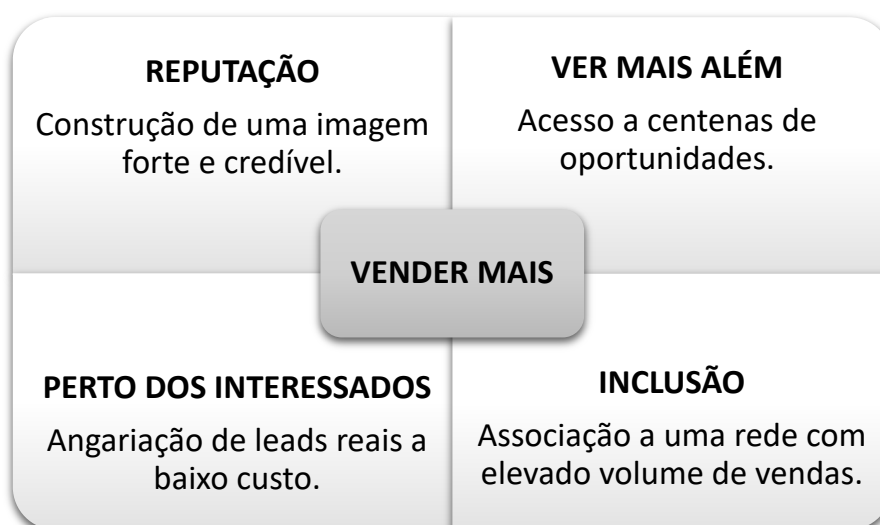 REPUTAÇÃO
Construção de uma imagem
forte e credível.
VER MAIS ALÉM
Acesso a centenas de
oportunidades.
VENDER MAIS
PERTO DOS INTERESSADOS
Angariação de leads reais a
baixo custo.
INCLUSÃO
Associação a uma rede com
elevado volume de vendas.